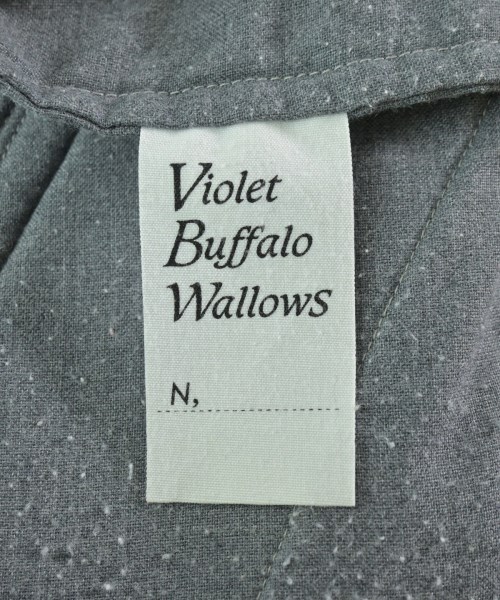 Violet
Buffalo
Wallows
N,